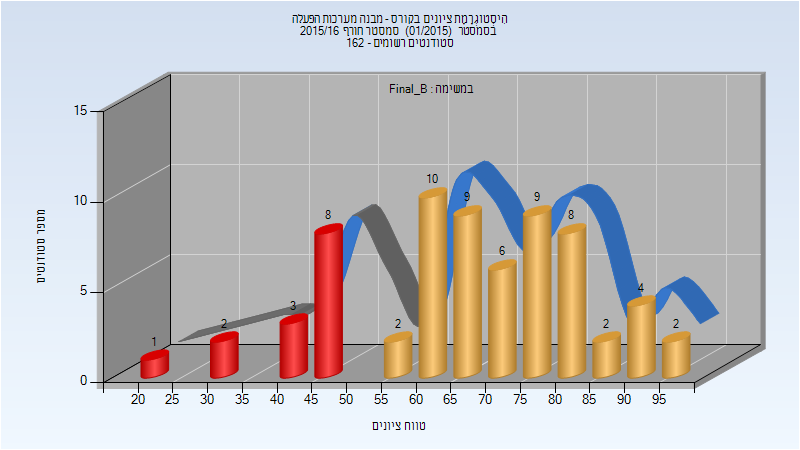 היסטוגרמת ציונים בקורס - מבנה מערכות הפעלה
בסמסטר (01/2015) סמסטר חורף 2015/16
סטודנטים רשומים - 162
במשימה : Final_B
15
10
5
0
מספר סטודנטים
1
2
3
8
2
10
9
6
9
8
2
4
2
20 25 30 35 40 45 50 55 60 65 70 75 80 85 90 95
טווח ציונים